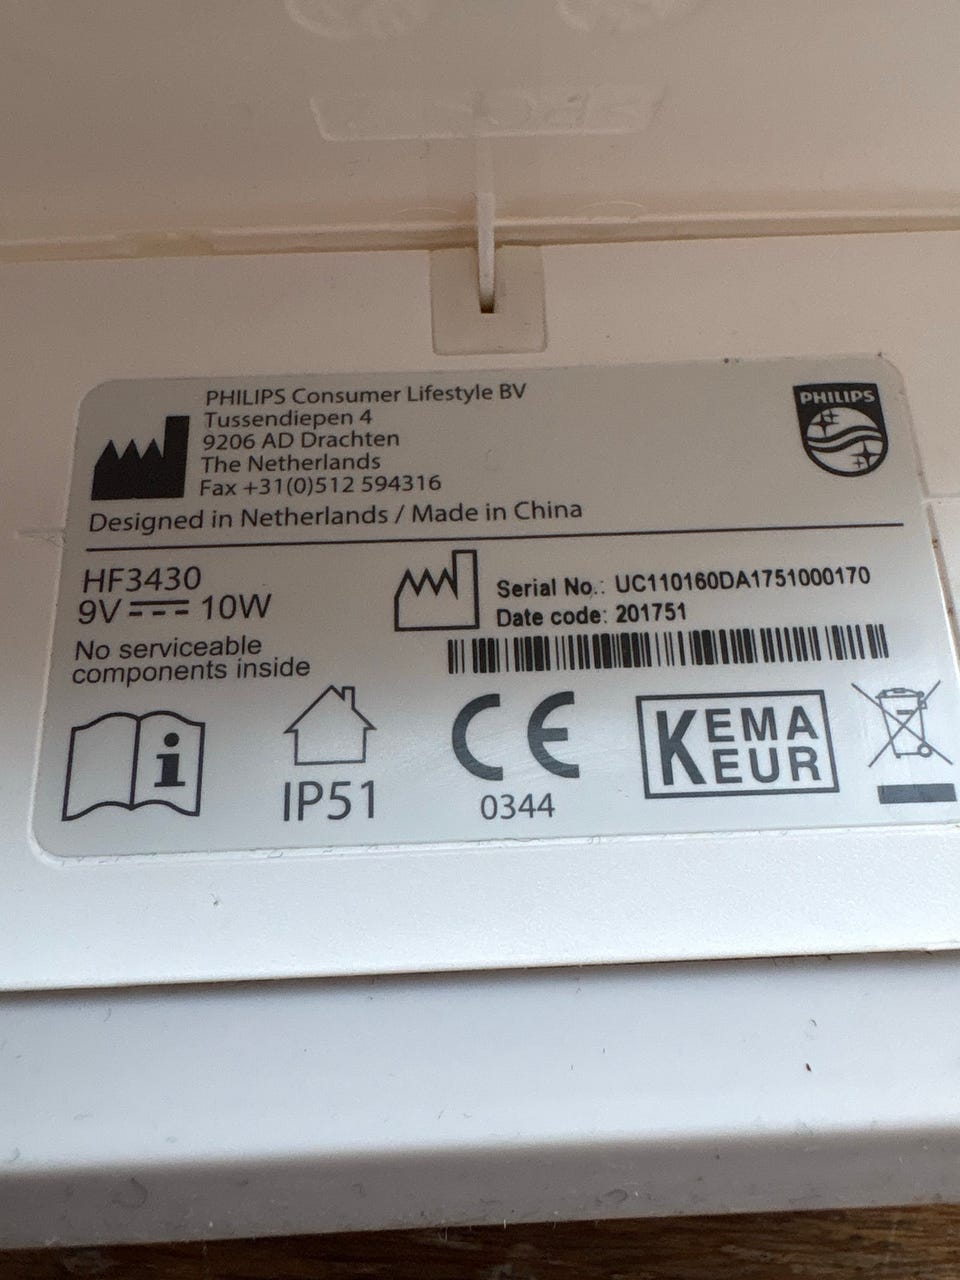 PHILIPS Consumer Lifestyle BV
Tussendiepen 4
9206 AD Drachten
The Netherlands
Fax +31(0)512 594316
Designed in Netherlands / Made in China
PHILIPS
HF3430
9V 10W
No serviceable
components inside
Serial No.: UC110160DA1751000170
Date code: 201751
i
IP51
CE
0344
KEMA
KEUR